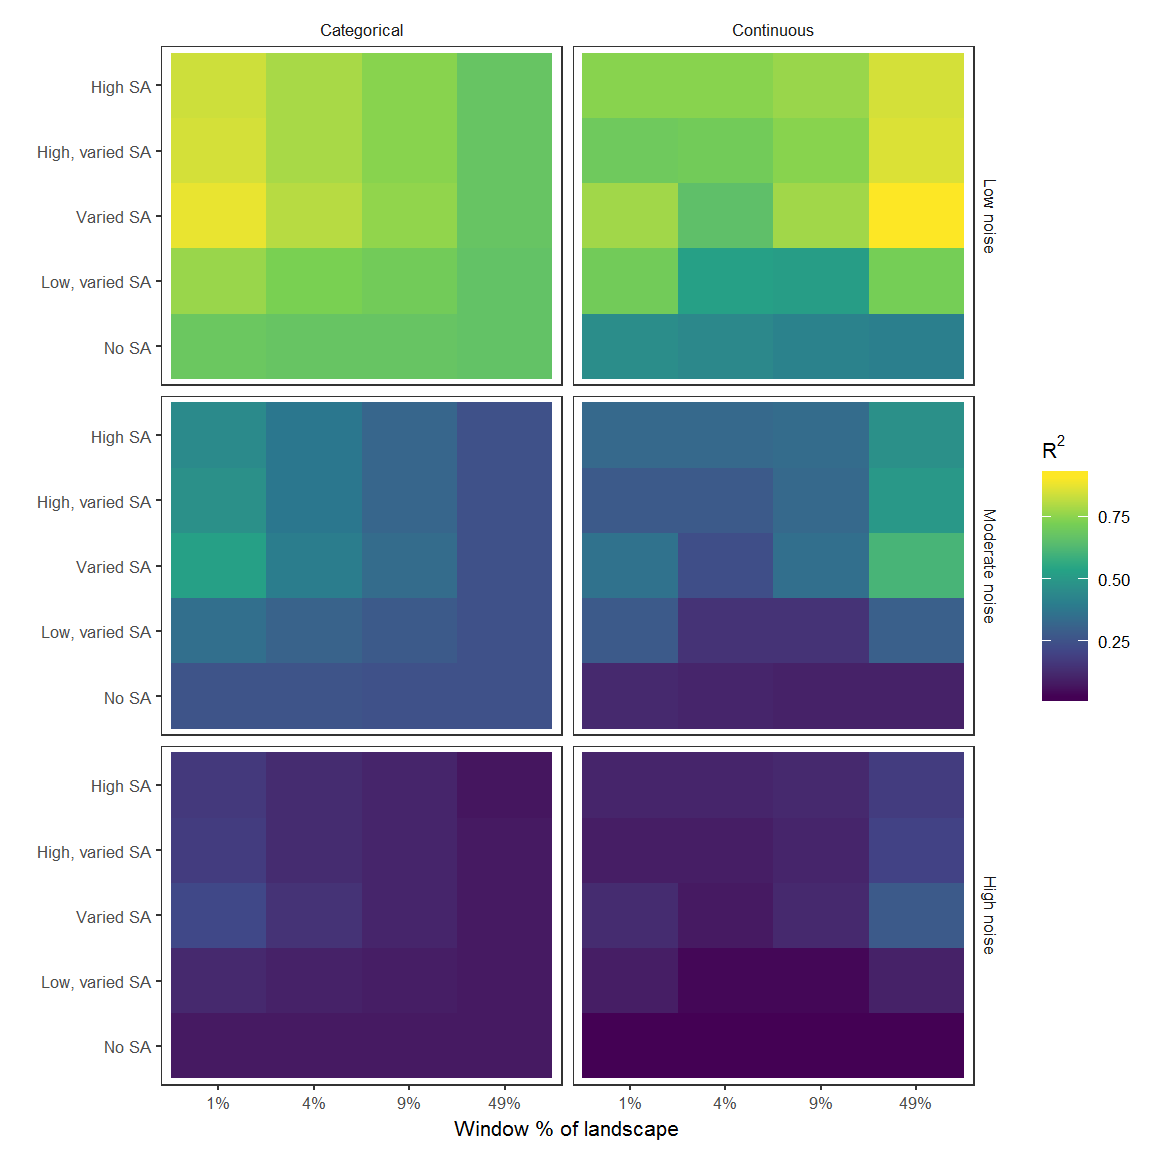 Categorical
Continuous
High SA
High, varied SA
Varied SA
Low, varied SA
No SA
Low noise
High SA
High, varied SA
Varied SA
Low, varied SA
No SA
Moderate noise
High SA
High, varied SA
Varied SA
Low, varied SA
No SA
High noise
1% 4% 9% 49%
1% 4% 9% 49%
Window % of landscape
R²
0.75
0.50
0.25